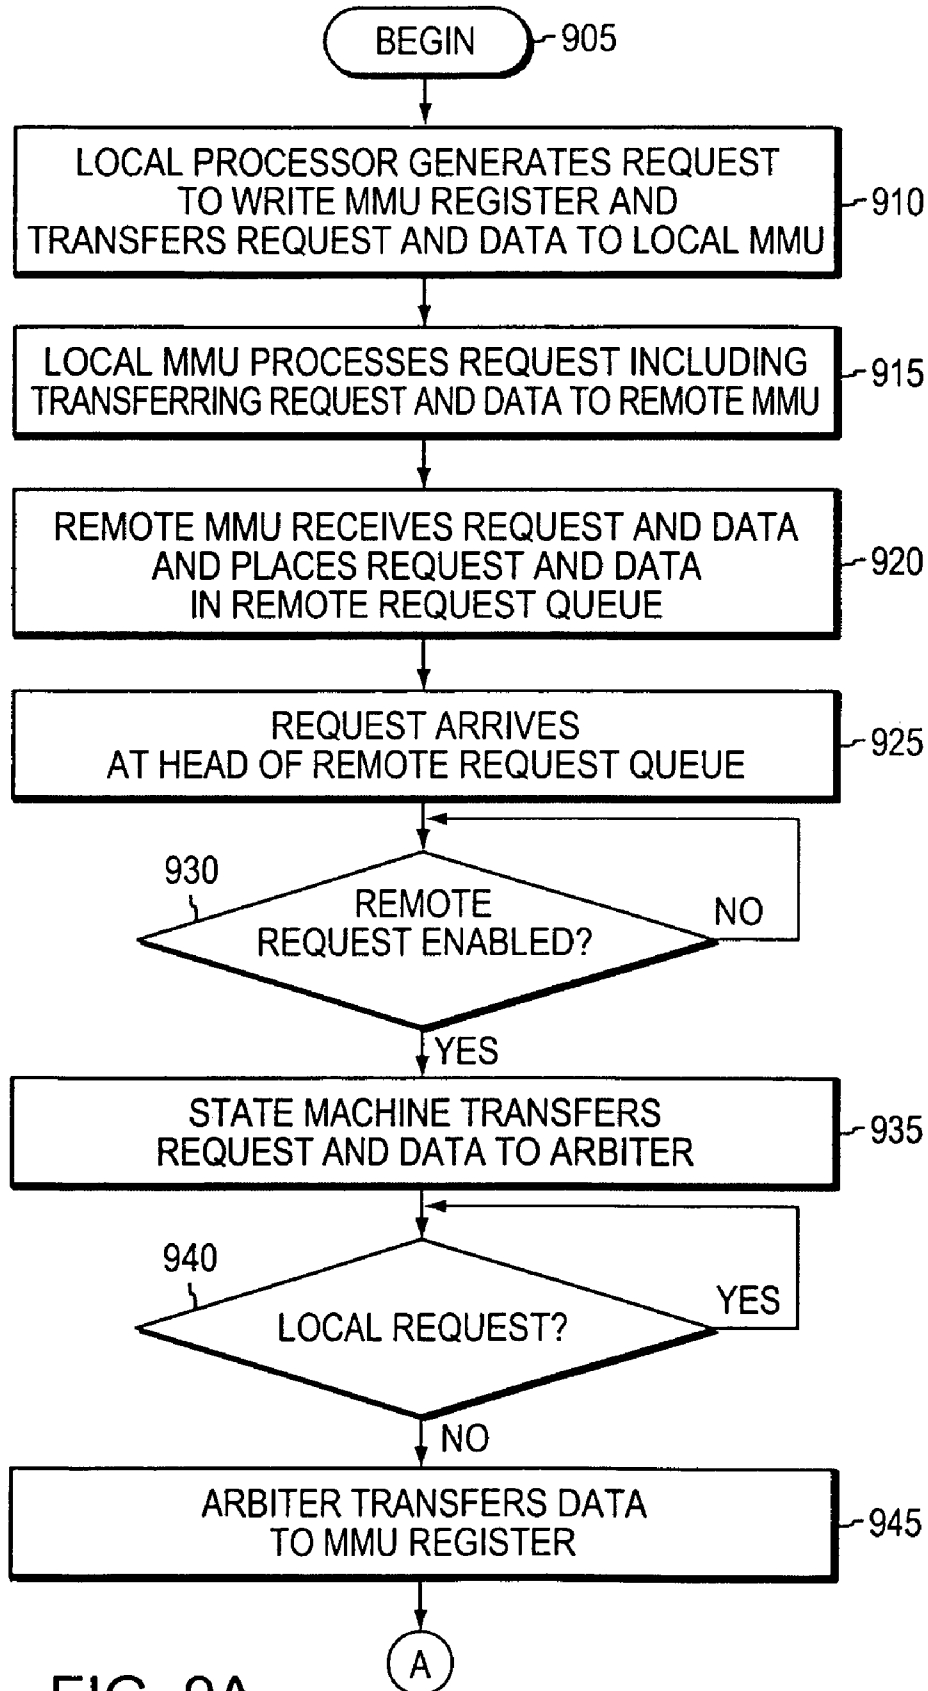 BEGIN
905
LOCAL PROCESSOR GENERATES REQUEST
TO WRITE MMU REGISTER AND
TRANSFERS REQUEST AND DATA TO LOCAL MMU
910
LOCAL MMU PROCESSES REQUEST INCLUDING
TRANSFERRING REQUEST AND DATA TO REMOTE MMU
915
REMOTE MMU RECEIVES REQUEST AND DATA
AND PLACES REQUEST AND DATA
IN REMOTE REQUEST QUEUE
920
REQUEST ARRIVES
AT HEAD OF REMOTE REQUEST QUEUE
925
930
REMOTE
REQUEST ENABLED?
NO
YES
STATE MACHINE TRANSFERS
REQUEST AND DATA TO ARBITER
935
940
LOCAL REQUEST?
YES
NO
ARBITER TRANSFERS DATA
TO MMU REGISTER
945
A
FIG. 9A